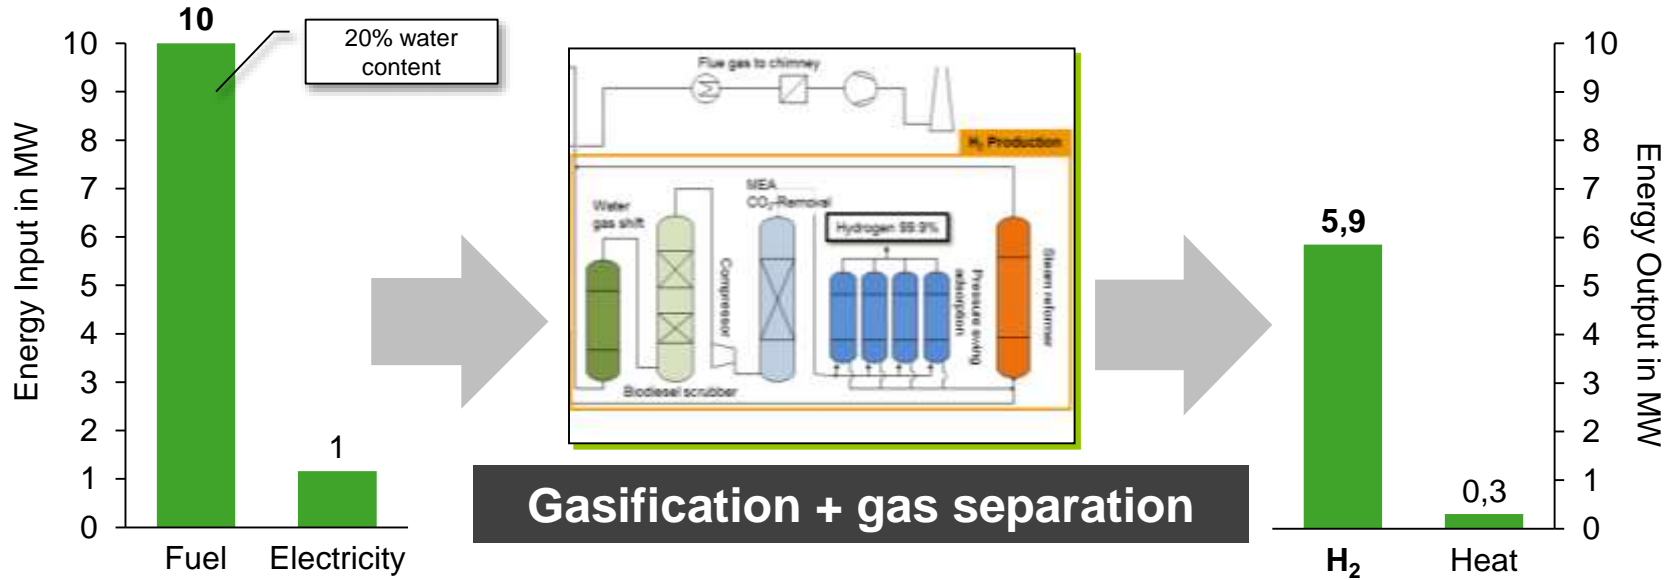 Energy Input in MW
10
9
8
7
6
5
4
3
2
1
0
10
1
Fuel
Electricity
20% water
content
Flue gas to chimney
H₂ Production
Water
gas shift
MEA
CO₂-Removal
Hydrogen 99.9%
Compressor
Pressure swing
adsorption
Steam reformer
Biodiesel scrubber
Gasification + gas separation
5,9
0,3
H₂
Heat
10
9
8
7
6
5
4
3
2
1
0
Energy Output in MW